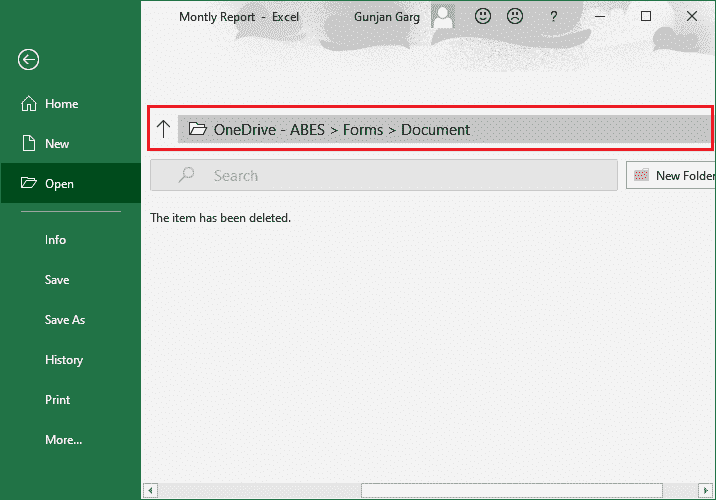 Montly Report - Excel
Gunjan Garg
?
Home
New
Open
Info
Save
Save As
History
Print
More...
OneDrive - ABES > Forms > Document
Search
New Folder
The item has been deleted.